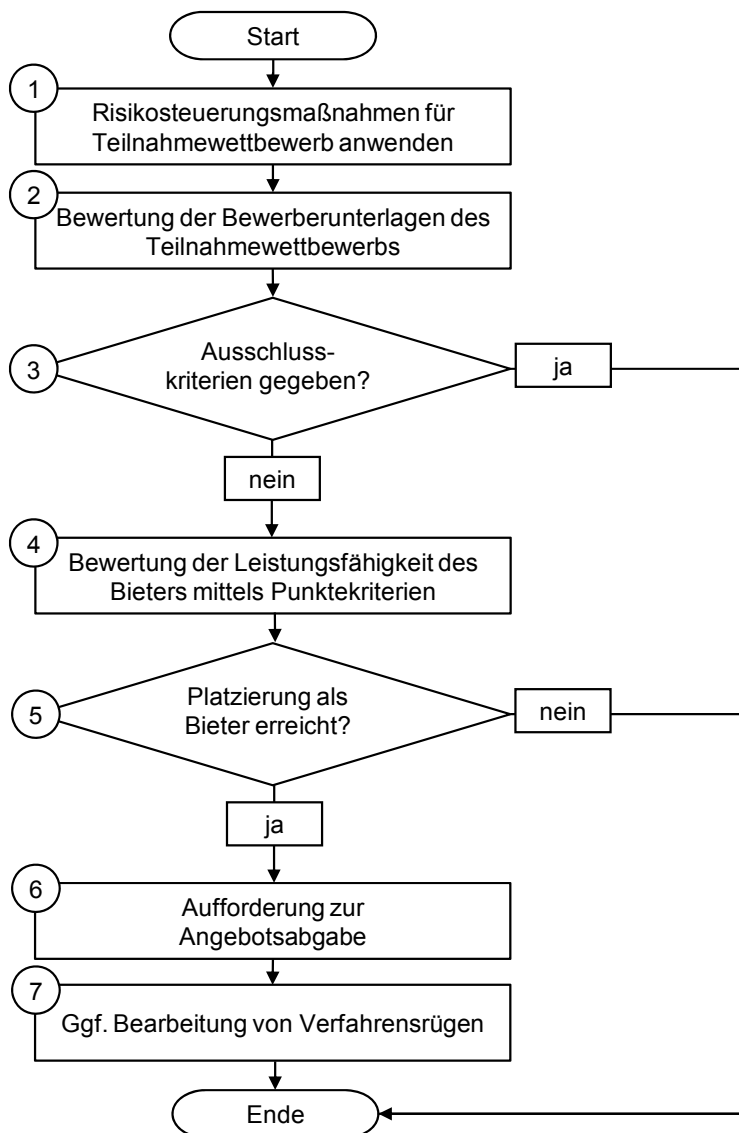 Start
1
Risikosteuerungsmaßnahmen für
Teilnahmewettbewerb anwenden
2
Bewertung der Bewerberunterlagen des
Teilnahmewettbewerbs
3
Ausschluss-
kriterien gegeben?
ja
nein
4
Bewertung der Leistungsfähigkeit des
Bieters mittels Punktekriterien
5
Platzierung als
Bieter erreicht?
nein
ja
6
Aufforderung zur
Angebotsabgabe
7
Ggf. Bearbeitung von Verfahrensrügen
Ende